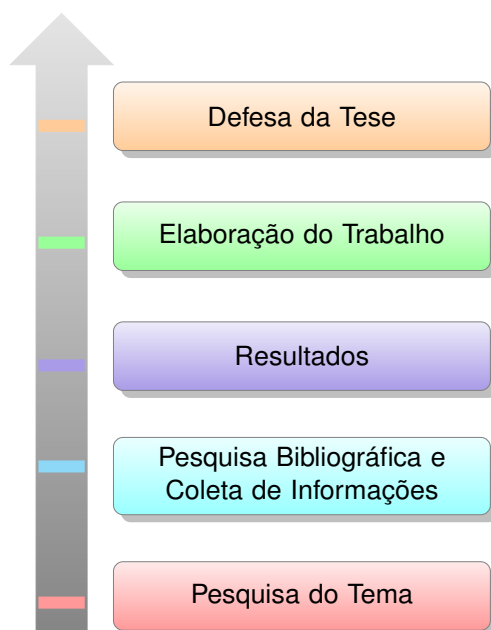 Defesa da Tese
Elaboração do Trabalho
Resultados
Pesquisa Bibliográfica e
Coleta de Informações
Pesquisa do Tema